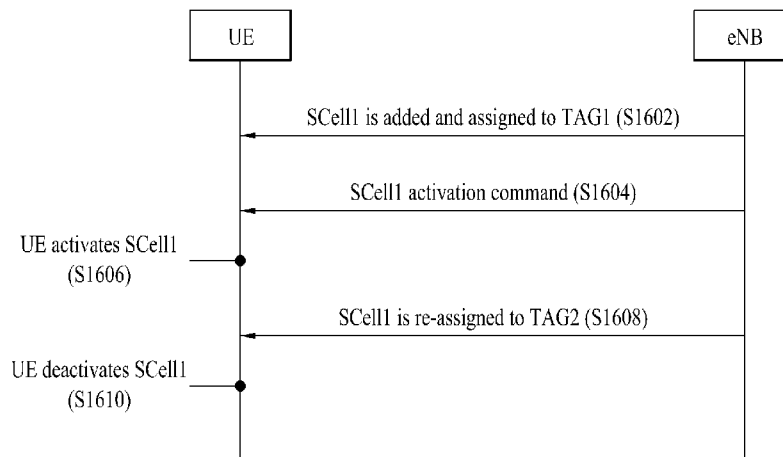 UE
eNB
SCell1 is added and assigned to TAG1 (S1602)
SCell1 activation command (S1604)
UE activates SCell1
(S1606)
SCell1 is re-assigned to TAG2 (S1608)
UE deactivates SCell1
(S1610)